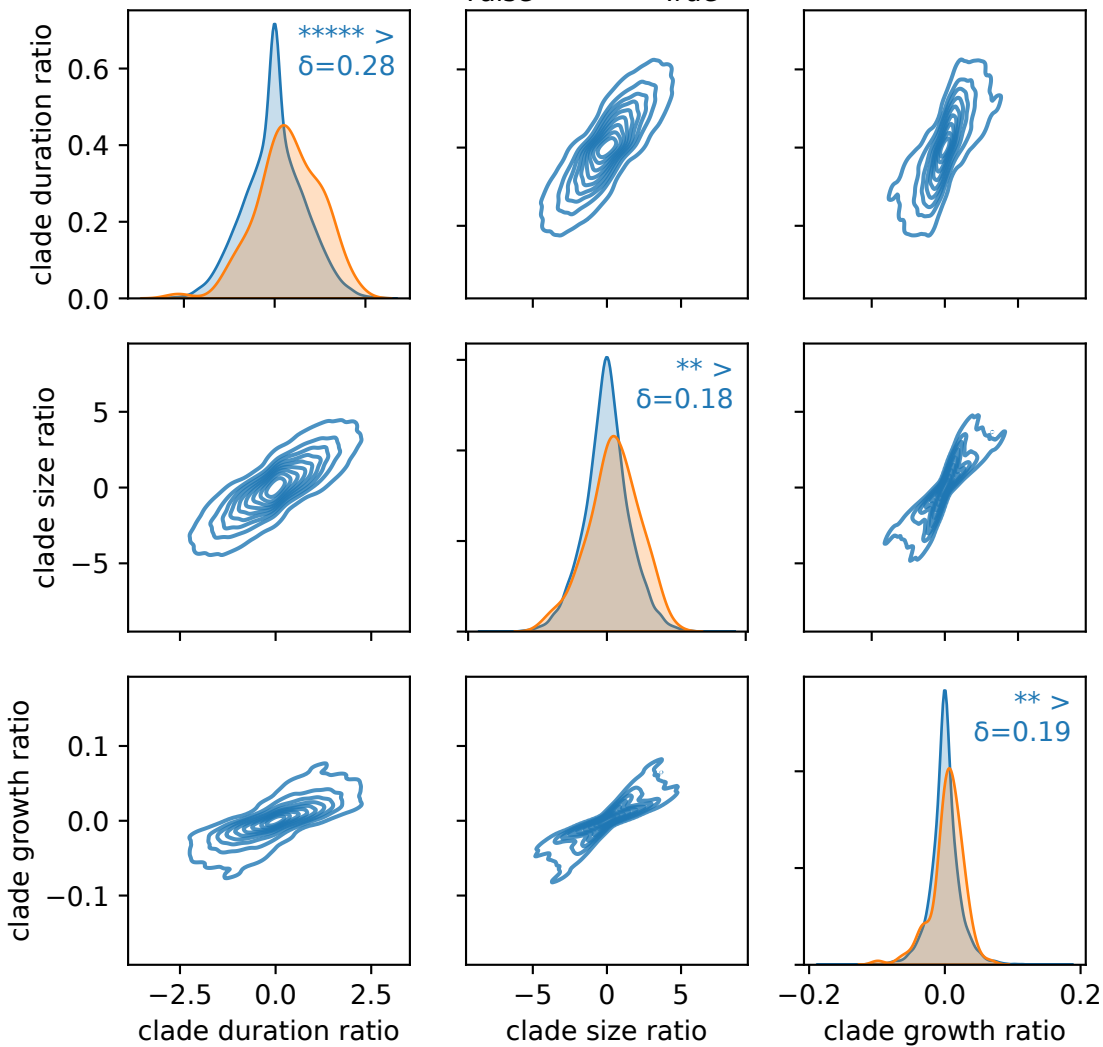 clade duration ratio
0.6
0.4
0.2
0.0
***** >
δ=0.28
clade size ratio
5
0
−5
** >
δ=0.18
clade growth ratio
0.1
0.0
−0.1
** >
δ=0.19
−2.5 0.0 2.5
−5 0 5
−0.2 0.0 0.2
clade duration ratio
clade size ratio
clade growth ratio